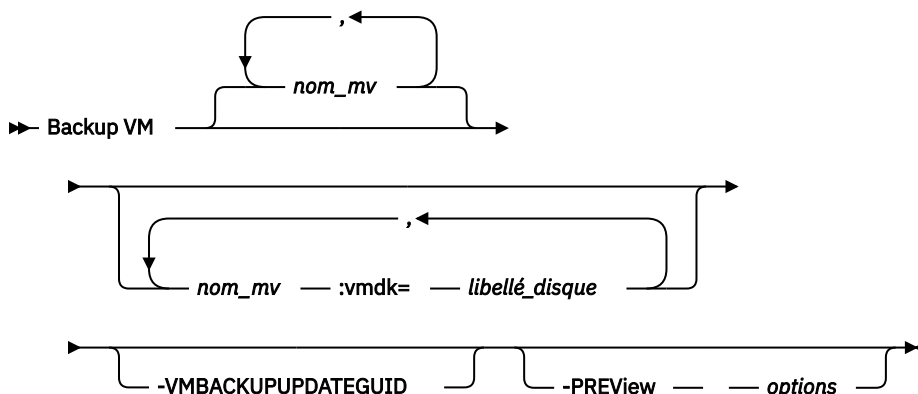 ,
nom_mv
Backup VM
,
nom_mv :vmdk= libellé_disque
-VMBACKUPUPDATEGUID -PREView options